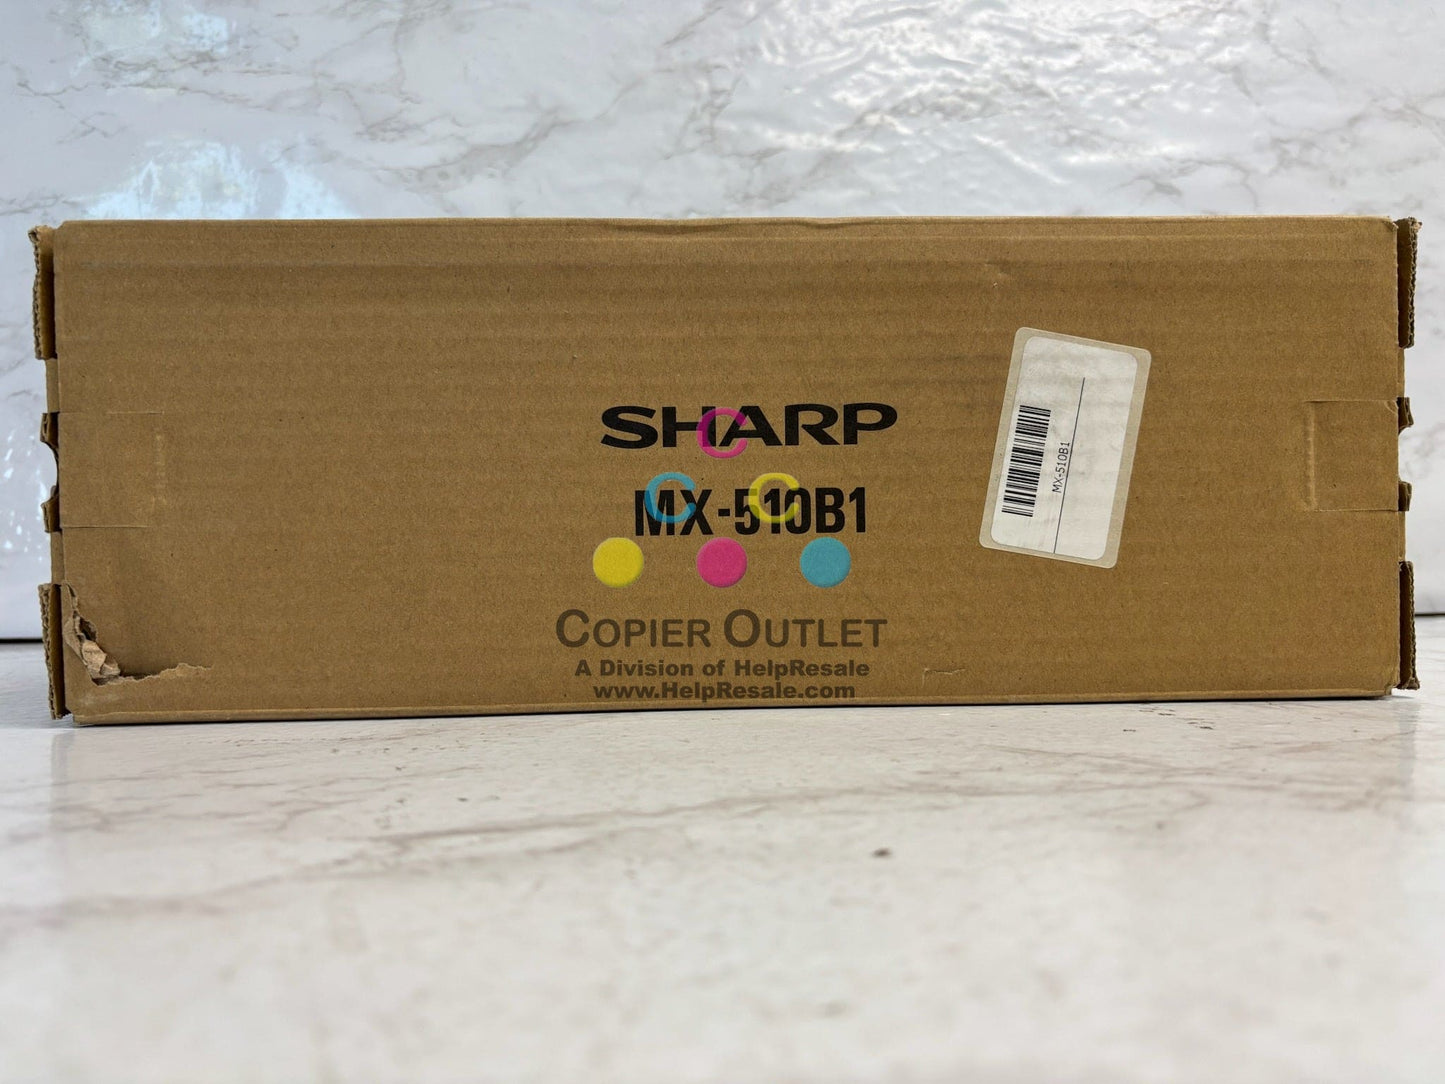 SHARP
MX-510B1
MX-510B1
C
C C
COPIER OUTLET
A Division of HelpResale
www.HelpResale.com